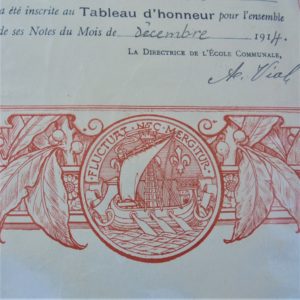 a été inscrite au Tableau d'honneur pour l'ensemble
de ses Notes du Mois de Décembre 1914.
LA DIRECTRICE DE L'ÉCOLE COMMUNALE,
FLUCTUAT NEC MERGITUR